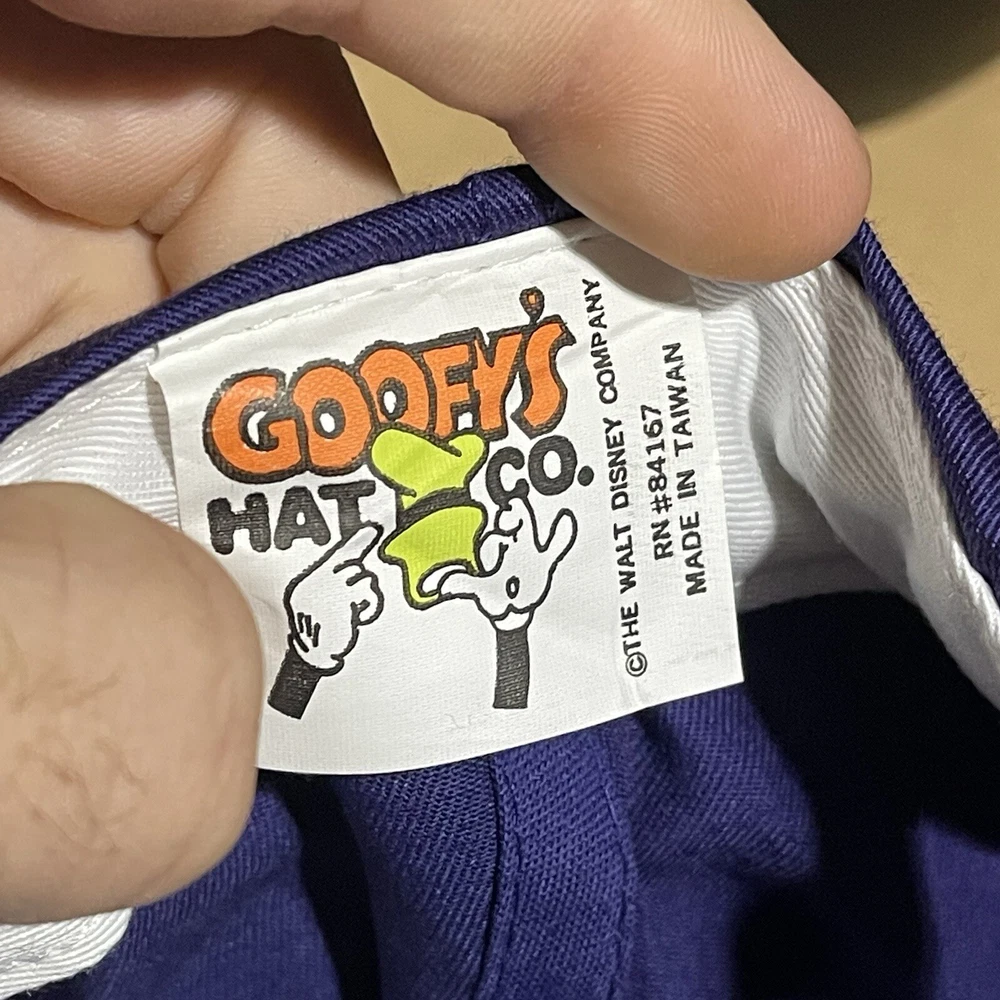 GOOFY'S
HAT CO.
©THE WALT DISNEY COMPANY
RN #84167
MADE IN TAIWAN